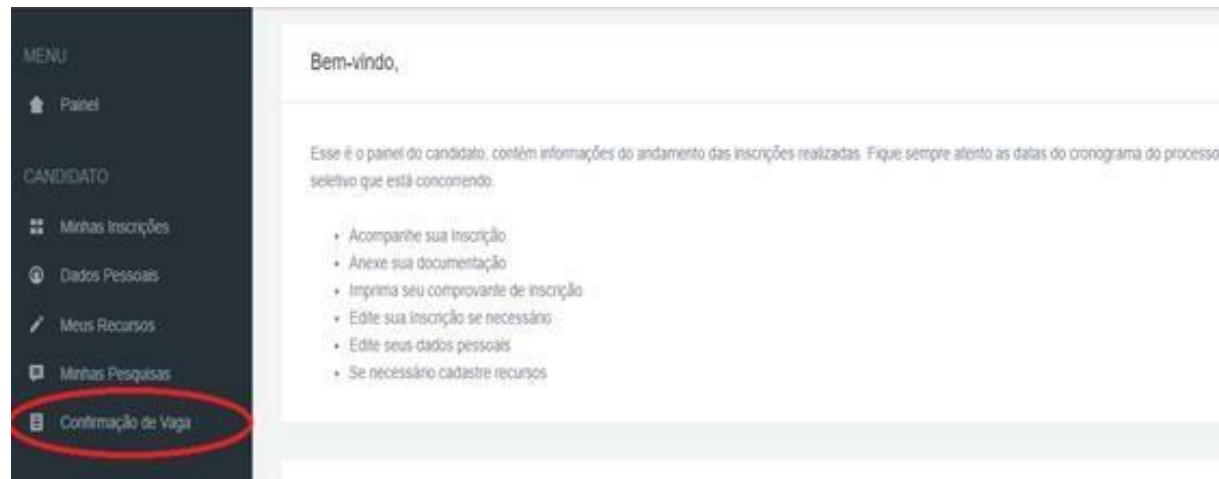 MENU
Painel
CANDIDATO
Minhas Inscrições
Dados Pessoais
Meus Recursos
Minhas Pesquisas
Confirmação de Vaga
Bem-vindo,
Esse é o painel do candidato, contém informações do andamento das inscrições realizadas. Fique sempre atento as datas do cronograma do processo
seletivo que está concorrendo.
• Acompanhe sua Inscrição
• Anexe sua documentação
• Imprima seu comprovante de inscrição
• Edite sua Inscrição se necessário
• Edite seus dados pessoais
• Se necessário cadastre recursos